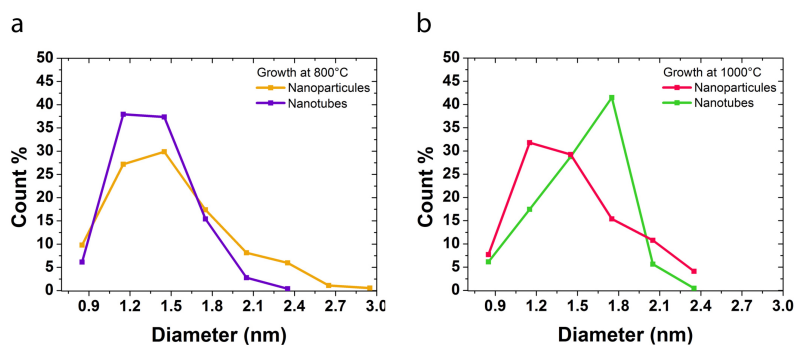 a
50
45
40
35
30
25
20
15
10
5
0
Count %
Growth at 800°C
Nanoparticules
Nanotubes
0.9 1.2 1.5 1.8 2.1 2.4 2.7 3.0
Diameter (nm)
b
50
45
40
35
30
25
20
15
10
5
0
Count %
Growth at 1000°C
Nanoparticules
Nanotubes
0.9 1.2 1.5 1.8 2.1 2.4 2.7 3.0
Diameter (nm)